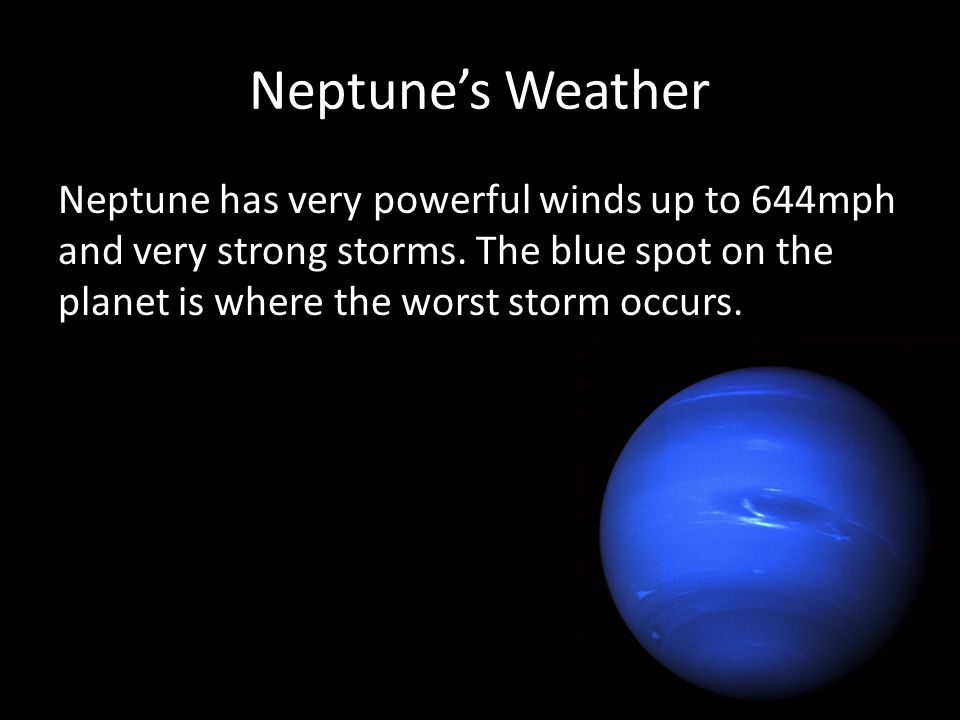 Neptune’s Weather
Neptune has very powerful winds up to 644mph
and very strong storms. The blue spot on the
planet is where the worst storm occurs.